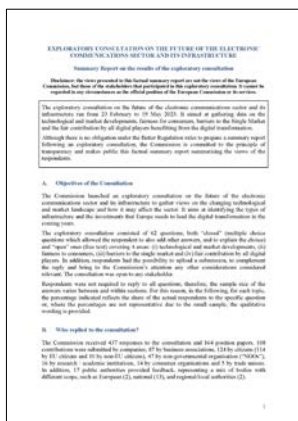 EXPLORATORY CONSULTATION ON THE FUTURE OF THE ELECTRONIC
COMMUNICATIONS SECTOR AND ITS INFRASTRUCTURE
Summary Report on the results of the exploratory consultation
Disclaimer: the views presented in this factual summary report are not the views of the European
Commission, but these of the stakeholders that participated in this exploratory consultation. It cannot be
regarded in any circumstances as the official position of the European Commission or its services.
The exploratory consultation on the future of the electronic communications sector and its
infrastructure ran from 23 February to 19 May 2023. It aimed at gathering data on the
technological and market developments, fairness for consumers, barriers to the Single Market
and the fair contribution by all digital players benefiting from the digital transformation.
Although there is no obligation under the Better Regulation rules to prepare a summary report
following an exploratory consultation, the Commission is committed to the principle of
transparency and makes public this factual summary report summarising the views of the
respondents.
A. Objectives of the Consultation
The Commission launched an exploratory consultation on the future of the electronic
communications sector and its infrastructure to gather views on the changing technological
and market landscape and how it may affect the sector. It aims at identifying the types of
infrastructure and the investments that Europe needs to lead the digital transformation in the
coming years.
The exploratory consultation consisted of 62 questions, both "closed" (multiple choice
questions which allowed the respondent to also add other answers, and to explain the choice)
and "open" ones (free text) covering 4 areas: (i) technological and market developments, (ii)
fairness to consumers, (iii) barriers to the single market and (iv) fair contribution by all digital
players. In addition, respondents had the possibility to upload a submission, to complement
the reply and bring to the Commission's attention any other considerations considered
relevant. The consultation was open to any stakeholder.
Respondents were not required to reply to all questions, therefore, the sample size of the
answers varies between and within sections. For this reason, in the following, for each topic,
the percentage indicated reflects the share of the actual respondents to the specific question
or, where the percentages are not representative due to the small sample, the qualitative
wording is provided.
B. Who replied to the consultation?
The Commission received 437 responses to the consultation and 164 position papers. 108
contributions were submitted by companies, 87 by business associations, 124 by citizens (114
by EU citizens and 10 by non-EU citizens), 47 by non-governmental organisation ("NGOs"),
16 by research / academic institutions, 14 by consumer organisations and 5 by trade unions.
In addition, 17 public authorities provided feedback, representing a mix of bodies with
different scope, such as European (2), national (13), and regional/local authorities (2).
1